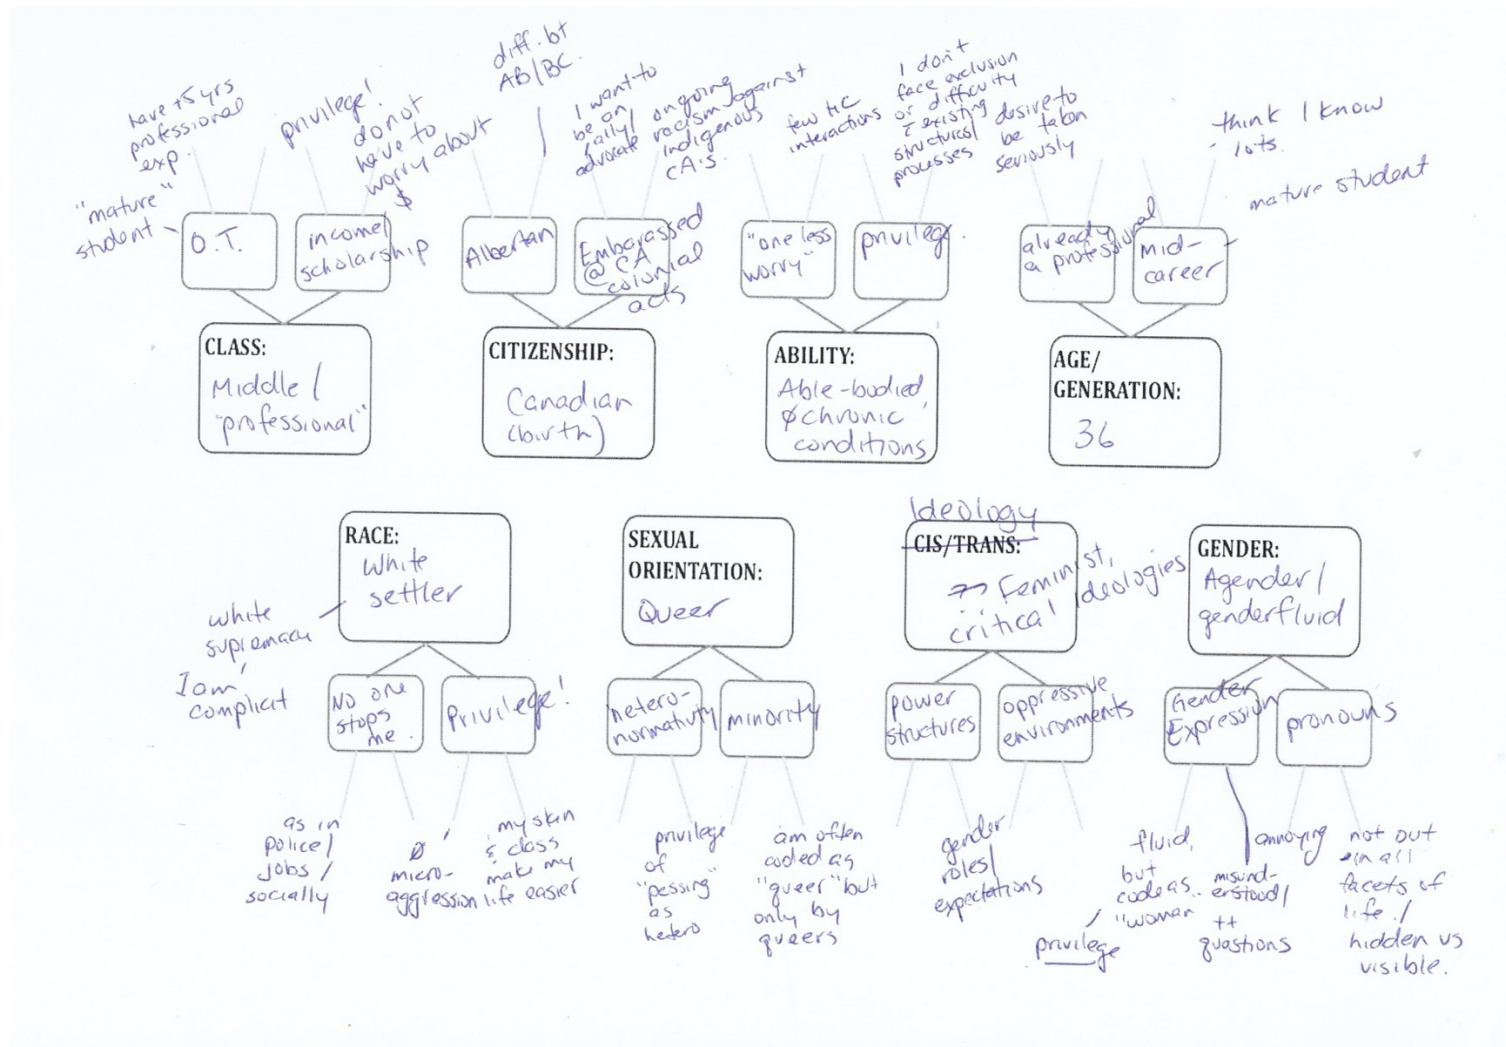 have +5 yrs
professional
exp.
"mature"
student
O.T.
privilege!
do not
have to
worry about
$
income/
scholarship
CLASS:
Middle /
"professional"
diff. bt
AB/BC.
Albertan
I want to
be an
ally/
advocate
ongoing
racism against
indigenous
CA's.
Embarassed
@ CA
colonial
acts
CITIZENSHIP:
Canadian
(birth)
few HC
interactions
"one less
worry"
I don't
face exclusion
or difficulty
c̄ existing
structural
processes
privilege.
ABILITY:
Able-bodied,
ø chronic
conditions
desire to
be taken
seriously
already
a professional
think I know
lots.
mature student
mid-
career
AGE/
GENERATION:
36
RACE:
White
settler
white
supremacy
I am
complicit
No one
stops
me.
as in
police/
jobs/
socially
Privilege!
ø
micro-
aggression
my skin
& class
make my
life easier
SEXUAL
ORIENTATION:
Queer
hetero-
normativity
privilege
of
"passing"
as
hetero
minority
am often
coded as
"queer" but
only by
queers
Ideology
CIS/TRANS:
Feminist,
critical ideologies
power
structures
gender
roles/
expectations
oppressive
environments
GENDER:
Agender/
genderfluid
Gender
Expression
fluid,
but
code as
"woman
privilege
misund-
erstood/
++
questions
pronouns
annoying
not out
in all
facets of
life /
hidden vs
visible.